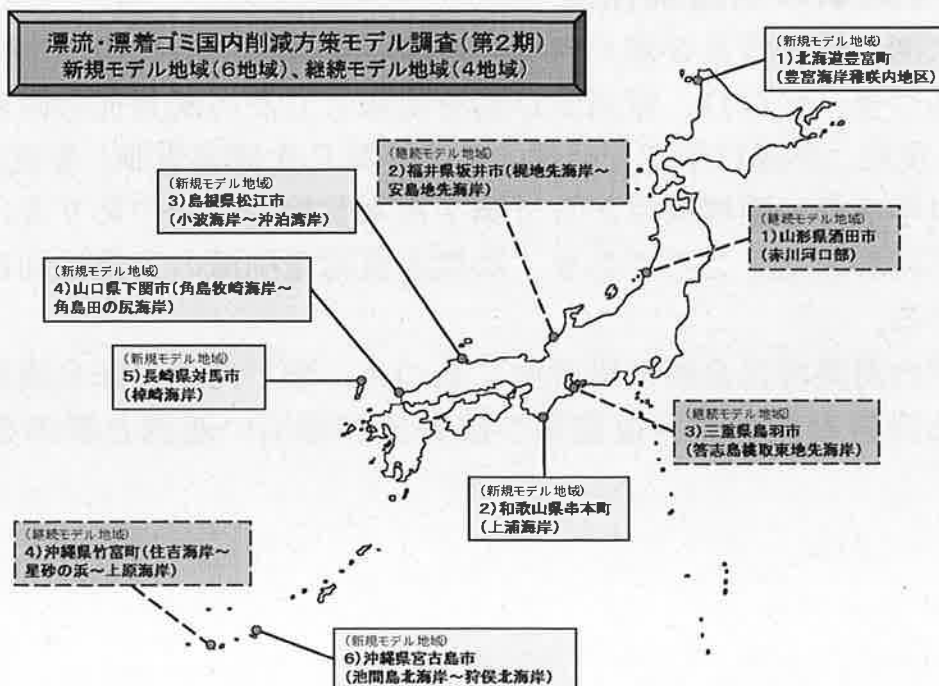 漂流・漂着ゴミ国内削減方策モデル調査(第2期)
新規モデル地域(6地域)、継続モデル地域(4地域)
(新規モデル地域)
1)北海道豊富町
(豊富海岸稚咲内地区)
(継続モデル地域)
2)福井県坂井市(梶地先海岸～
安島地先海岸)
(新規モデル地域)
3)島根県松江市
(小波海岸～沖泊湾岸)
(継続モデル地域)
1)山形県酒田市
(赤川河口部)
(新規モデル地域)
4)山口県下関市(角島牧崎海岸～
角島田の尻海岸)
(新規モデル地域)
5)長崎県対馬市
(棹崎海岸)
(継続モデル地域)
3)三重県鳥羽市
(答志島桃取東地先海岸)
(新規モデル地域)
2)和歌山県串本町
(上浦海岸)
(継続モデル地域)
4)沖縄県竹富町(住吉海岸～
星砂の浜～上原海岸)
(新規モデル地域)
6)沖縄県宮古島市
(池間島北海岸～狩俣北海岸)